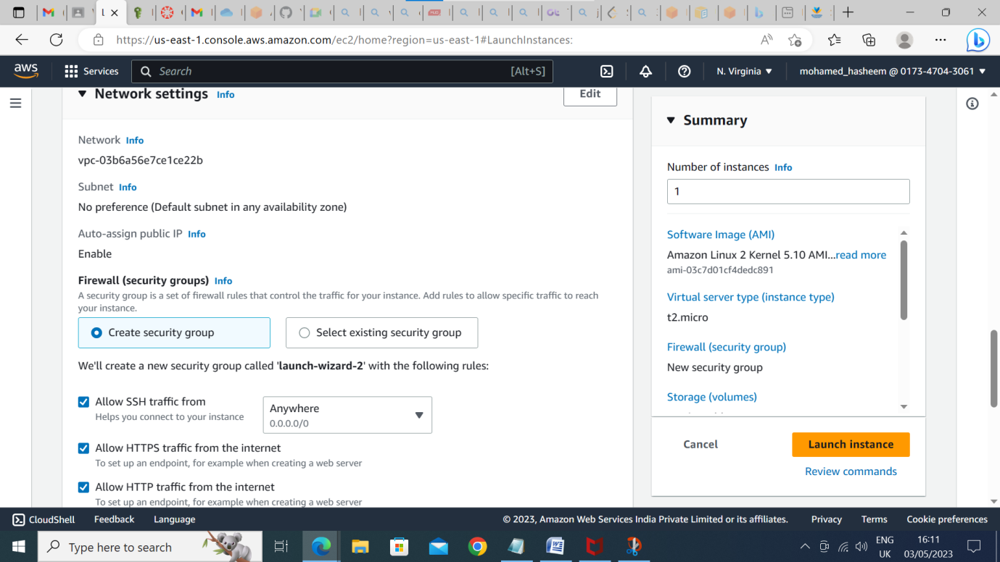 https://us-east-1.console.aws.amazon.com/ec2/home?region=us-east-1#LaunchInstances:
aws
Services
Search
[Alt+S]
N. Virginia
mohamed_hasheem @ 0173-4704-3061
Network settings Info
Edit
Network Info
vpc-03b6a56e7ce1ce22b
Subnet Info
No preference (Default subnet in any availability zone)
Auto-assign public IP Info
Enable
Firewall (security groups) Info
A security group is a set of firewall rules that control the traffic for your instance. Add rules to allow specific traffic to reach
your instance.
Create security group
Select existing security group
We'll create a new security group called 'launch-wizard-2' with the following rules:
Allow SSH traffic from
Helps you connect to your instance
Anywhere
0.0.0.0/0
Allow HTTPS traffic from the internet
To set up an endpoint, for example when creating a web server
Allow HTTP traffic from the internet
To set up an endpoint, for example when creating a web server
Summary
Number of instances Info
1
Software Image (AMI)
Amazon Linux 2 Kernel 5.10 AMI...read more
ami-03c7d01cf4dedc891
Virtual server type (instance type)
t2.micro
Firewall (security group)
New security group
Storage (volumes)
Cancel
Launch instance
Review commands
CloudShell
Feedback
Language
© 2023, Amazon Web Services India Private Limited or its affiliates.
Privacy
Terms
Cookie preferences
Type here to search
ENG
UK
16:11
03/05/2023